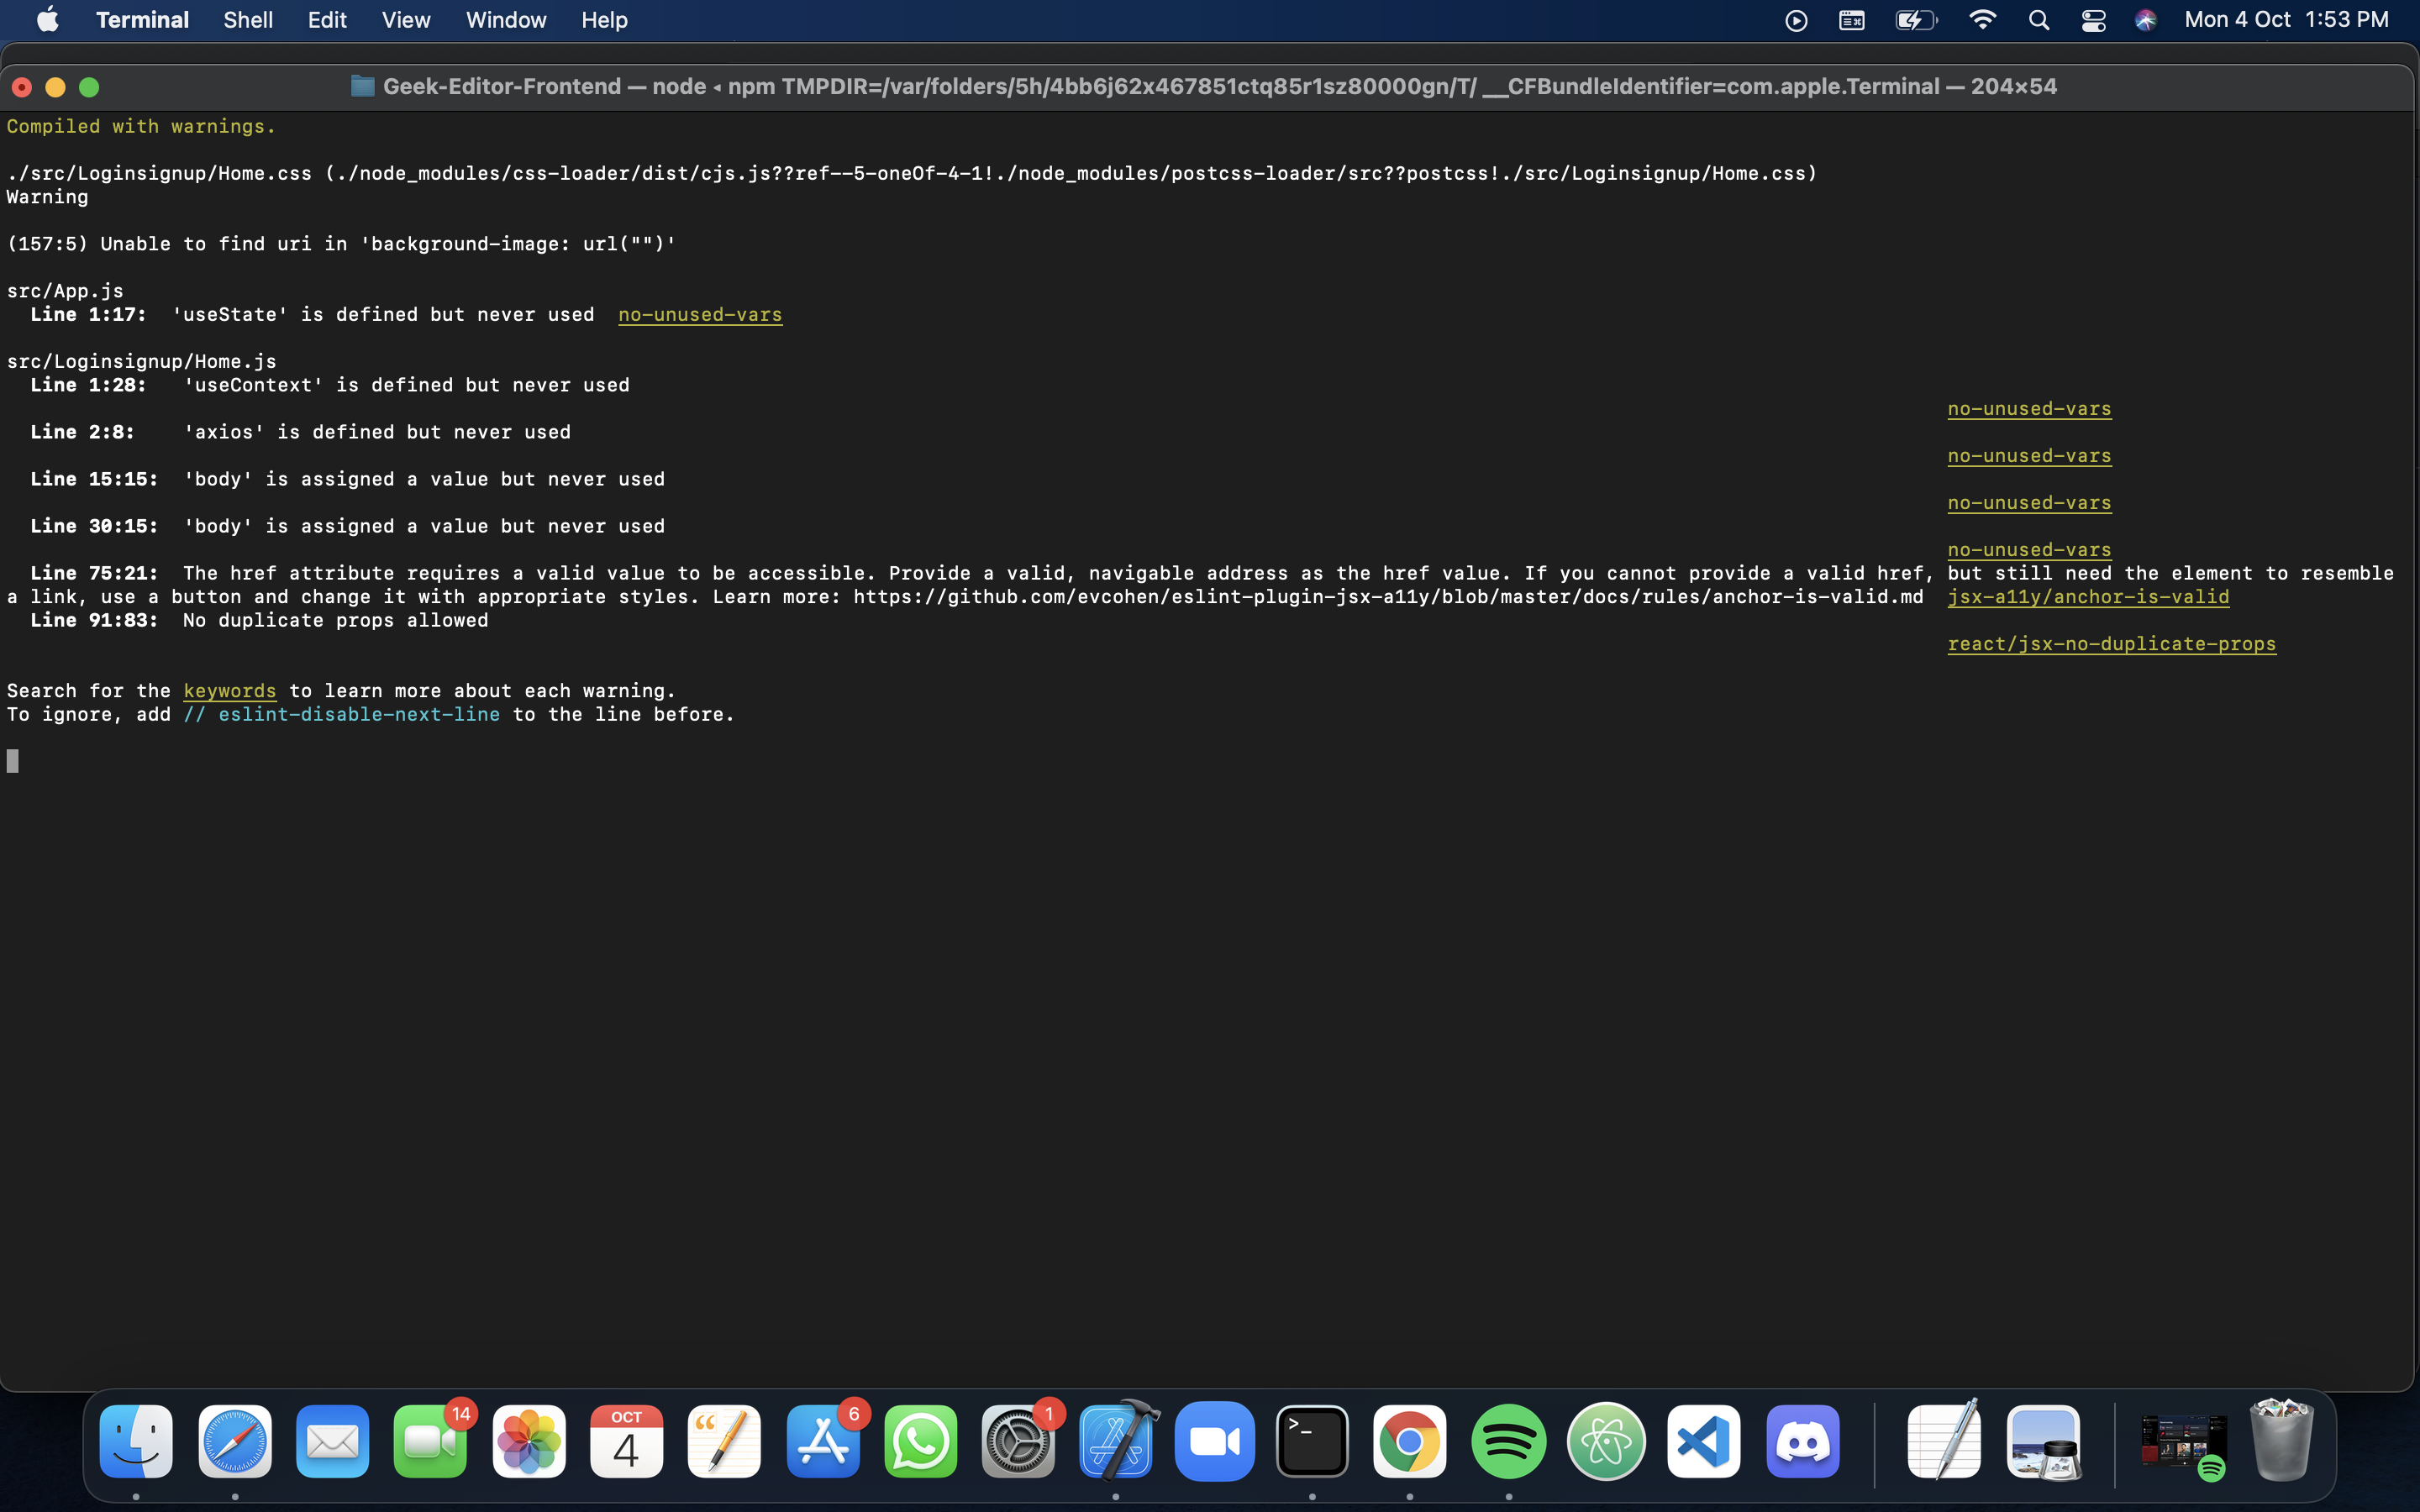 Terminal Shell Edit View Window Help Mon 4 Oct 1:53 PM
Geek-Editor-Frontend — node ◂ npm TMPDIR=/var/folders/5h/4bb6j62x467851ctq85r1sz80000gn/T/ __CFBundleIdentifier=com.apple.Terminal — 204×54
Compiled with warnings.
./src/Loginsignup/Home.css (./node_modules/css-loader/dist/cjs.js??ref--5-oneOf-4-1!./node_modules/postcss-loader/src??postcss!./src/Loginsignup/Home.css)
Warning
(157:5) Unable to find uri in 'background-image: url("")'
src/App.js
Line 1:17: 'useState' is defined but never used no-unused-vars
src/Loginsignup/Home.js
Line 1:28: 'useContext' is defined but never used
no-unused-vars
Line 2:8: 'axios' is defined but never used
no-unused-vars
Line 15:15: 'body' is assigned a value but never used
no-unused-vars
Line 30:15: 'body' is assigned a value but never used
no-unused-vars
Line 75:21: The href attribute requires a valid value to be accessible. Provide a valid, navigable address as the href value. If you cannot provide a valid href, but still need the element to resemble
a link, use a button and change it with appropriate styles. Learn more: https://github.com/evcohen/eslint-plugin-jsx-a11y/blob/master/docs/rules/anchor-is-valid.md jsx-a11y/anchor-is-valid
Line 91:83: No duplicate props allowed
react/jsx-no-duplicate-props
Search for the keywords to learn more about each warning.
To ignore, add // eslint-disable-next-line to the line before.
14
OCT
4
6
1
>_